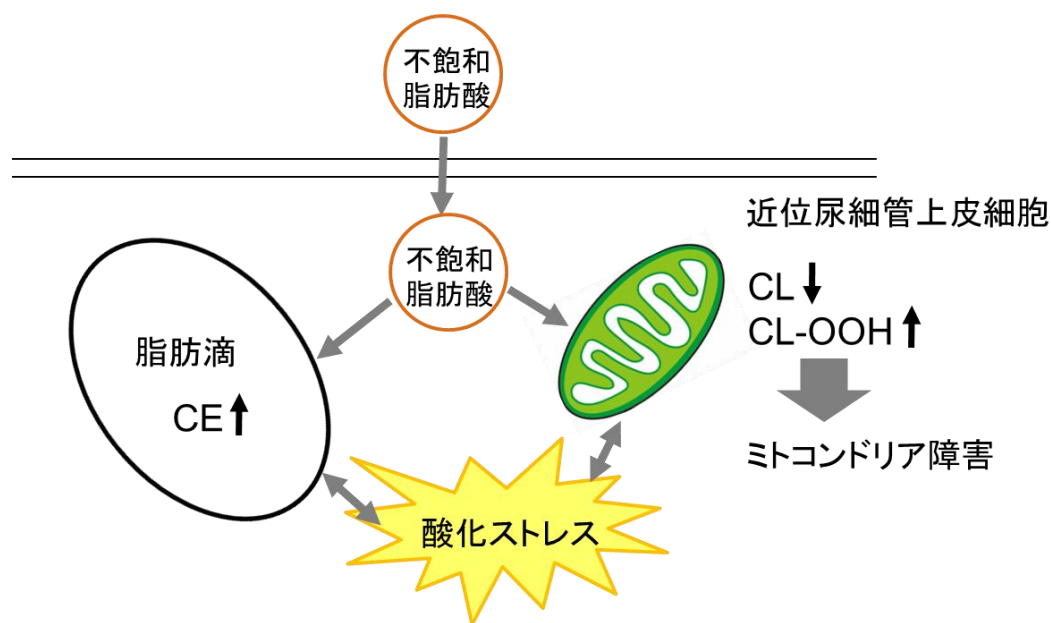 不飽和
脂肪酸
近位尿細管上皮細胞
不飽和
脂肪酸
CL↓
CL-OOH↑
脂肪滴
CE↑
ミトコンドリア障害
酸化ストレス